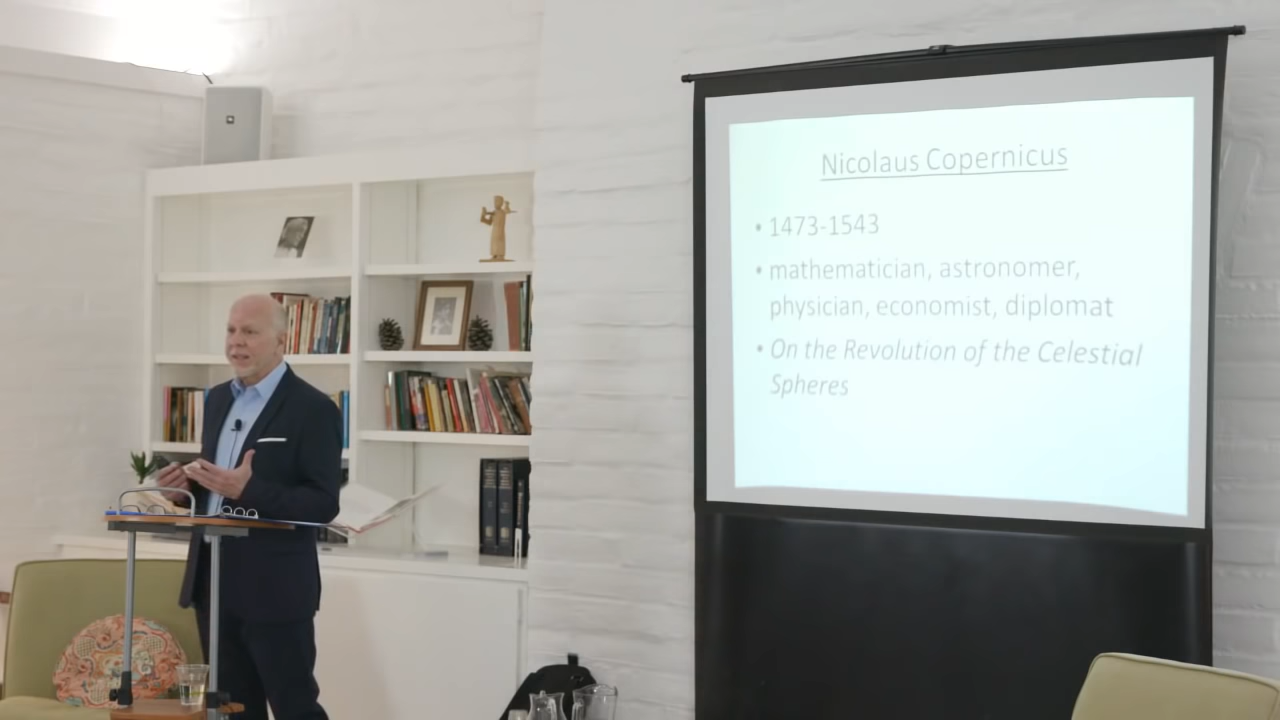 Nicolaus Copernicus
• 1473-1543
• mathematician, astronomer,
physician, economist, diplomat
• On the Revolution of the Celestial
Spheres